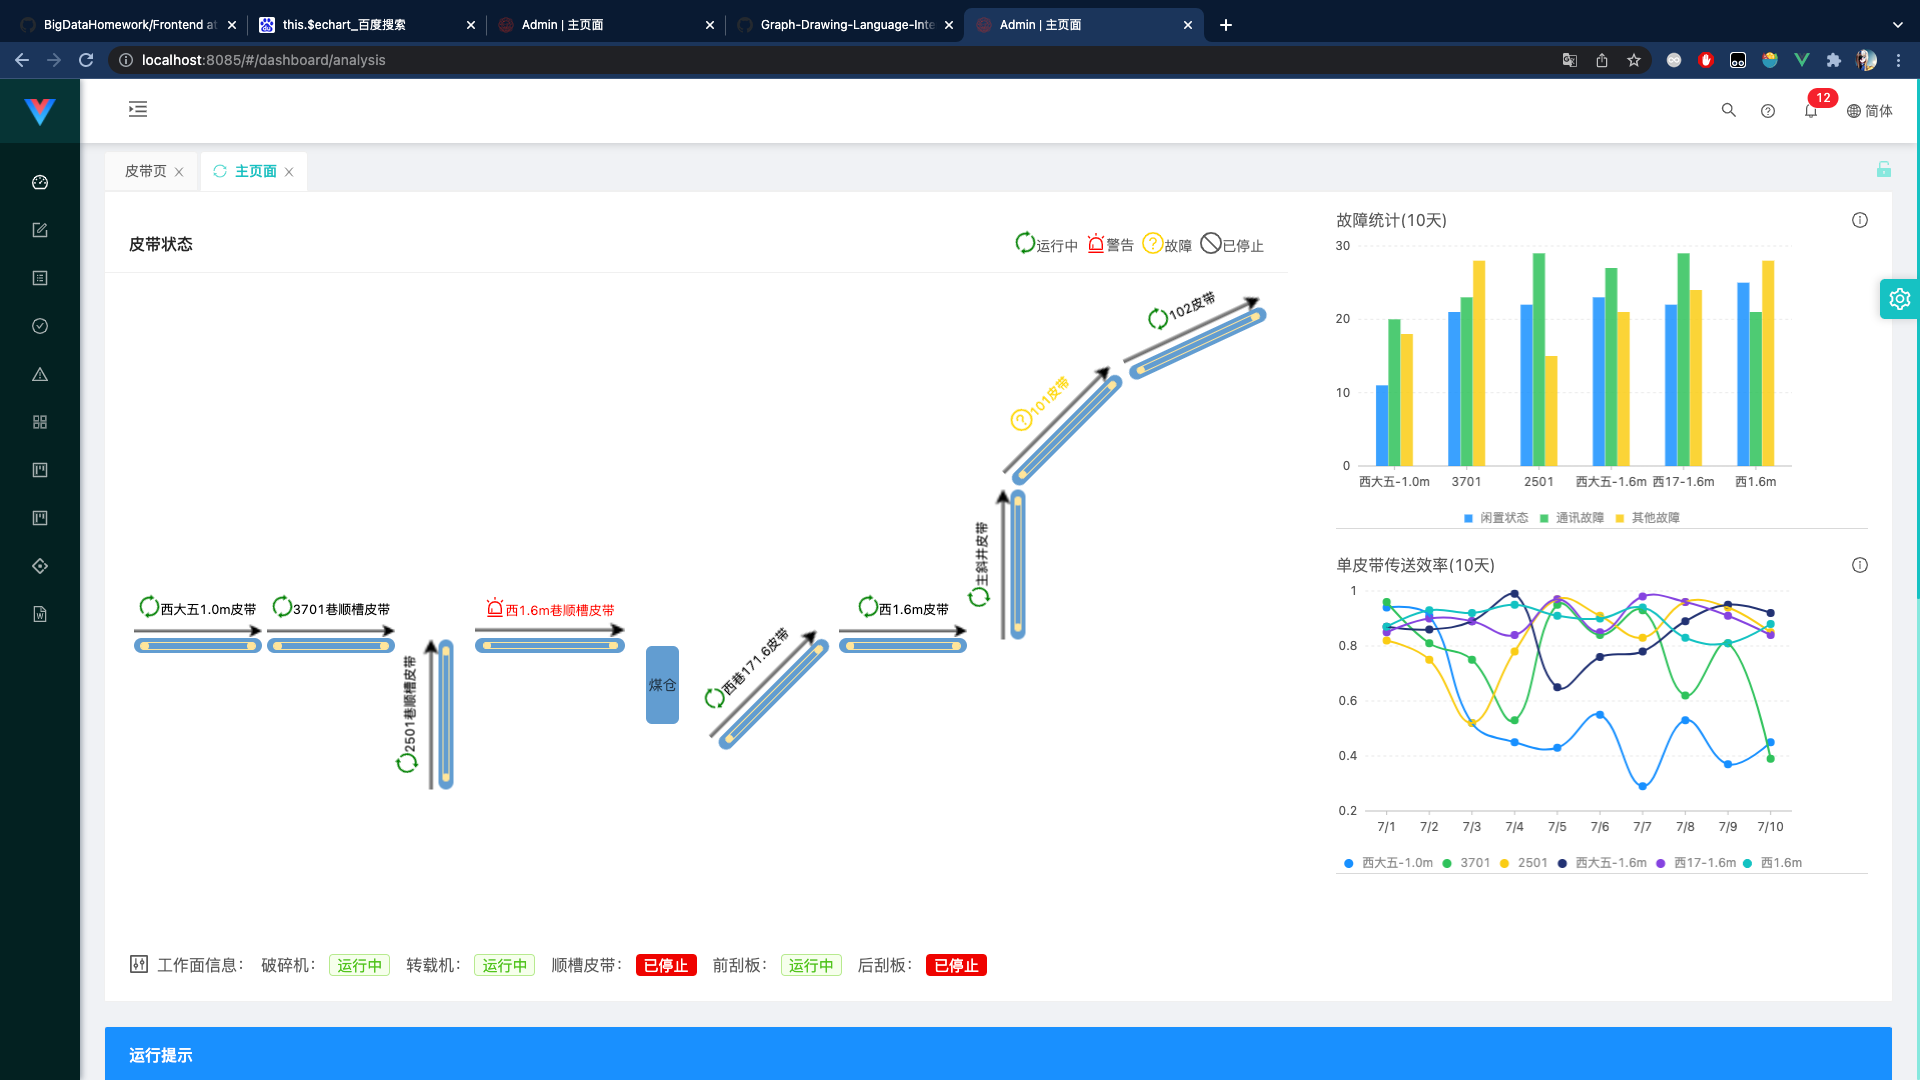 BigDataHomework/Frontend at
this.$echart_百度搜索
Admin | 主页面
Graph-Drawing-Language-Inte
Admin | 主页面
localhost:8085/#/dashboard/analysis
12
简体
皮带页
主页面
皮带状态
运行中 警告 故障 已停止
102皮带
101皮带
主斜井皮带
西大五1.0m皮带
3701巷顺槽皮带
西1.6m巷顺槽皮带
西1.6m皮带
2501巷顺槽皮带
煤仓
西巷171.6皮带
工作面信息: 破碎机: 运行中 转载机: 运行中 顺槽皮带: 已停止 前刮板: 运行中 后刮板: 已停止
故障统计(10天)
30
20
10
0
西大五-1.0m 3701 2501 西大五-1.6m 西17-1.6m 西1.6m
闲置状态 通讯故障 其他故障
单皮带传送效率(10天)
1
0.8
0.6
0.4
0.2
7/1 7/2 7/3 7/4 7/5 7/6 7/7 7/8 7/9 7/10
西大五-1.0m 3701 2501 西大五-1.6m 西17-1.6m 西1.6m
运行提示